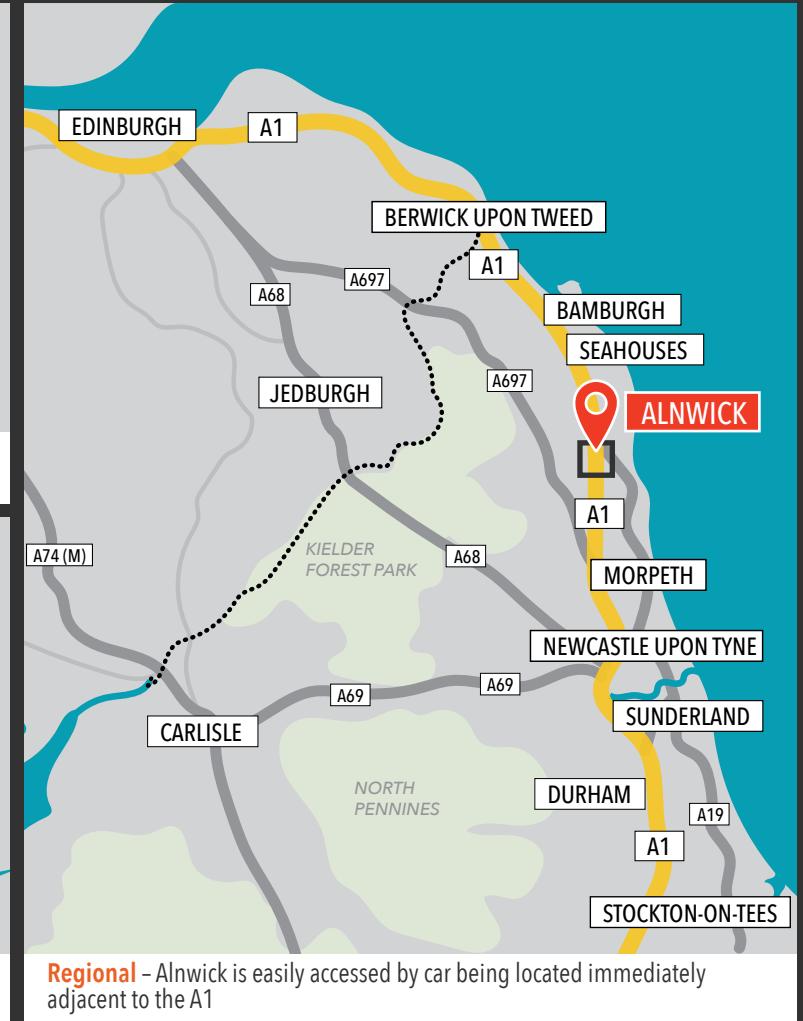 EDINBURGH
A1
BERWICK UPON TWEED
A1
A697
A68
BAMBURGH
SEAHOUSES
A697
JEDBURGH
ALNWICK
A1
A74 (M)
KIELDER
FOREST PARK
A68
MORPETH
NEWCASTLE UPON TYNE
A69
A69
SUNDERLAND
CARLISLE
NORTH
PENNINES
DURHAM
A19
A1
STOCKTON-ON-TEES
Regional – Alnwick is easily accessed by car being located immediately
adjacent to the A1